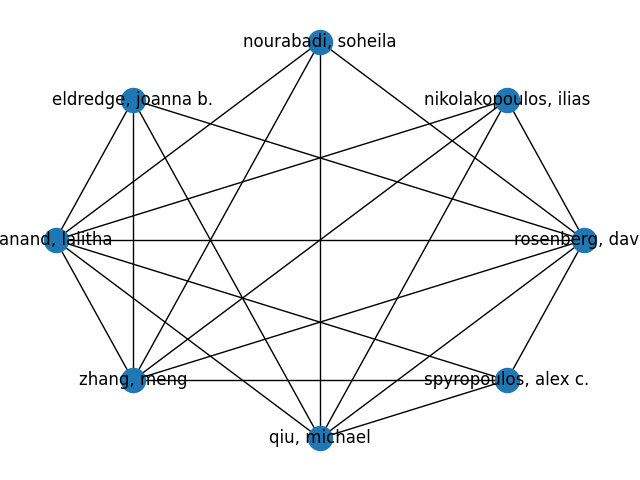 nourabadi, soheila
eldredge, joanna b.
nikolakopoulos, ilias
anand, lalitha
rosenberg, dav
zhang, meng
spyropoulos, alex c.
qiu, michael